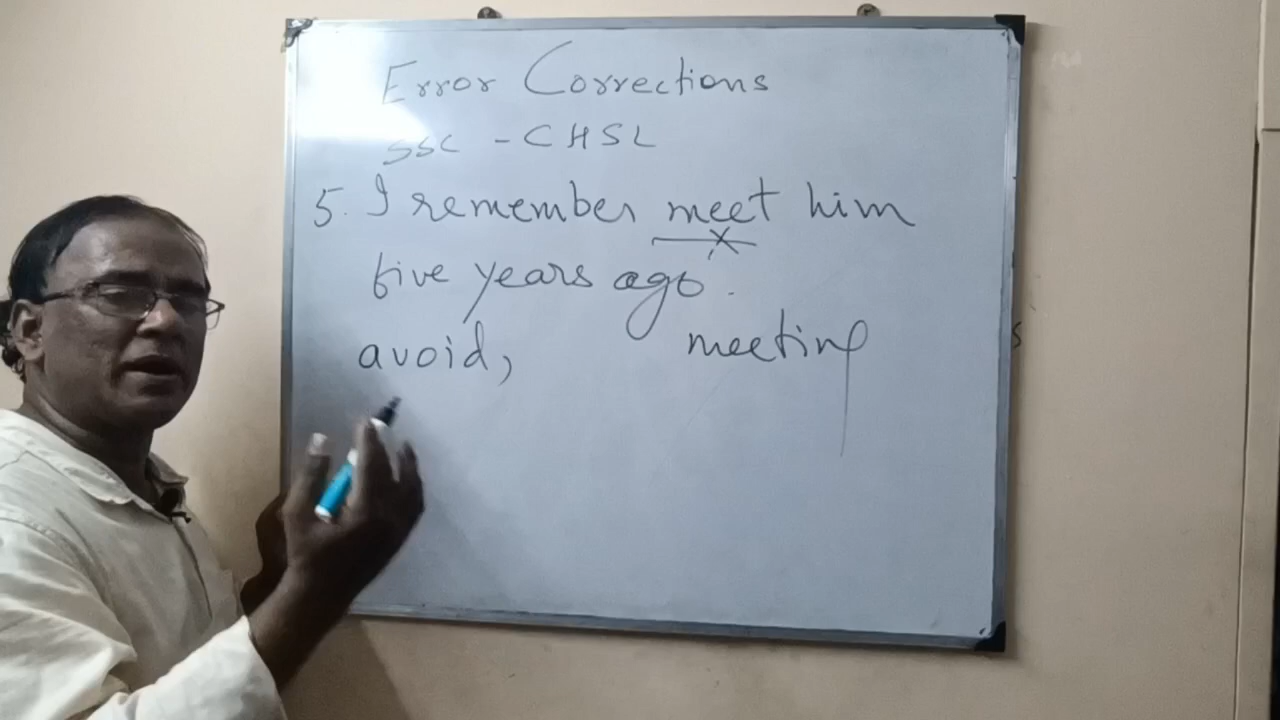 Error Corrections
SSC - CHSL
5. I remember meet him
five years ago.
avoid, meeting